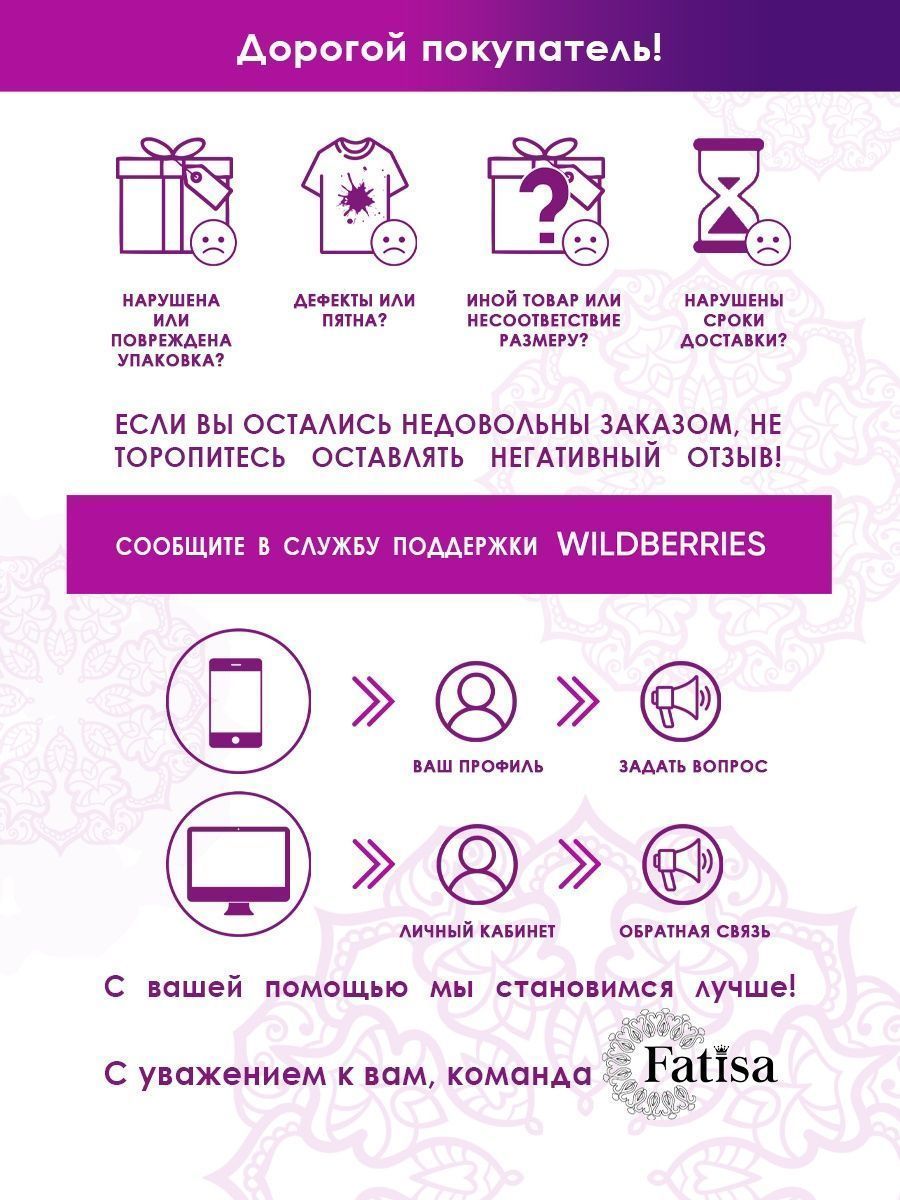 Дорогой покупатель!
НАРУШЕНА
ИЛИ
ПОВРЕЖДЕНА
УПАКОВКА?
ДЕФЕКТЫ ИЛИ
ПЯТНА?
ИНОЙ ТОВАР ИЛИ
НЕСООТВЕТСТВИЕ
РАЗМЕРУ?
НАРУШЕНЫ
СРОКИ
ДОСТАВКИ?
ЕСЛИ ВЫ ОСТАЛИСЬ НЕДОВОЛЬНЫ ЗАКАЗОМ, НЕ
ТОРОПИТЕСЬ ОСТАВЛЯТЬ НЕГАТИВНЫЙ ОТЗЫВ!
СООБЩИТЕ В СЛУЖБУ ПОДДЕРЖКИ WILDBERRIES
ВАШ ПРОФИЛЬ
ЗАДАТЬ ВОПРОС
ЛИЧНЫЙ КАБИНЕТ
ОБРАТНАЯ СВЯЗЬ
С вашей помощью мы становимся лучше!
С уважением к вам, команда Fatisa